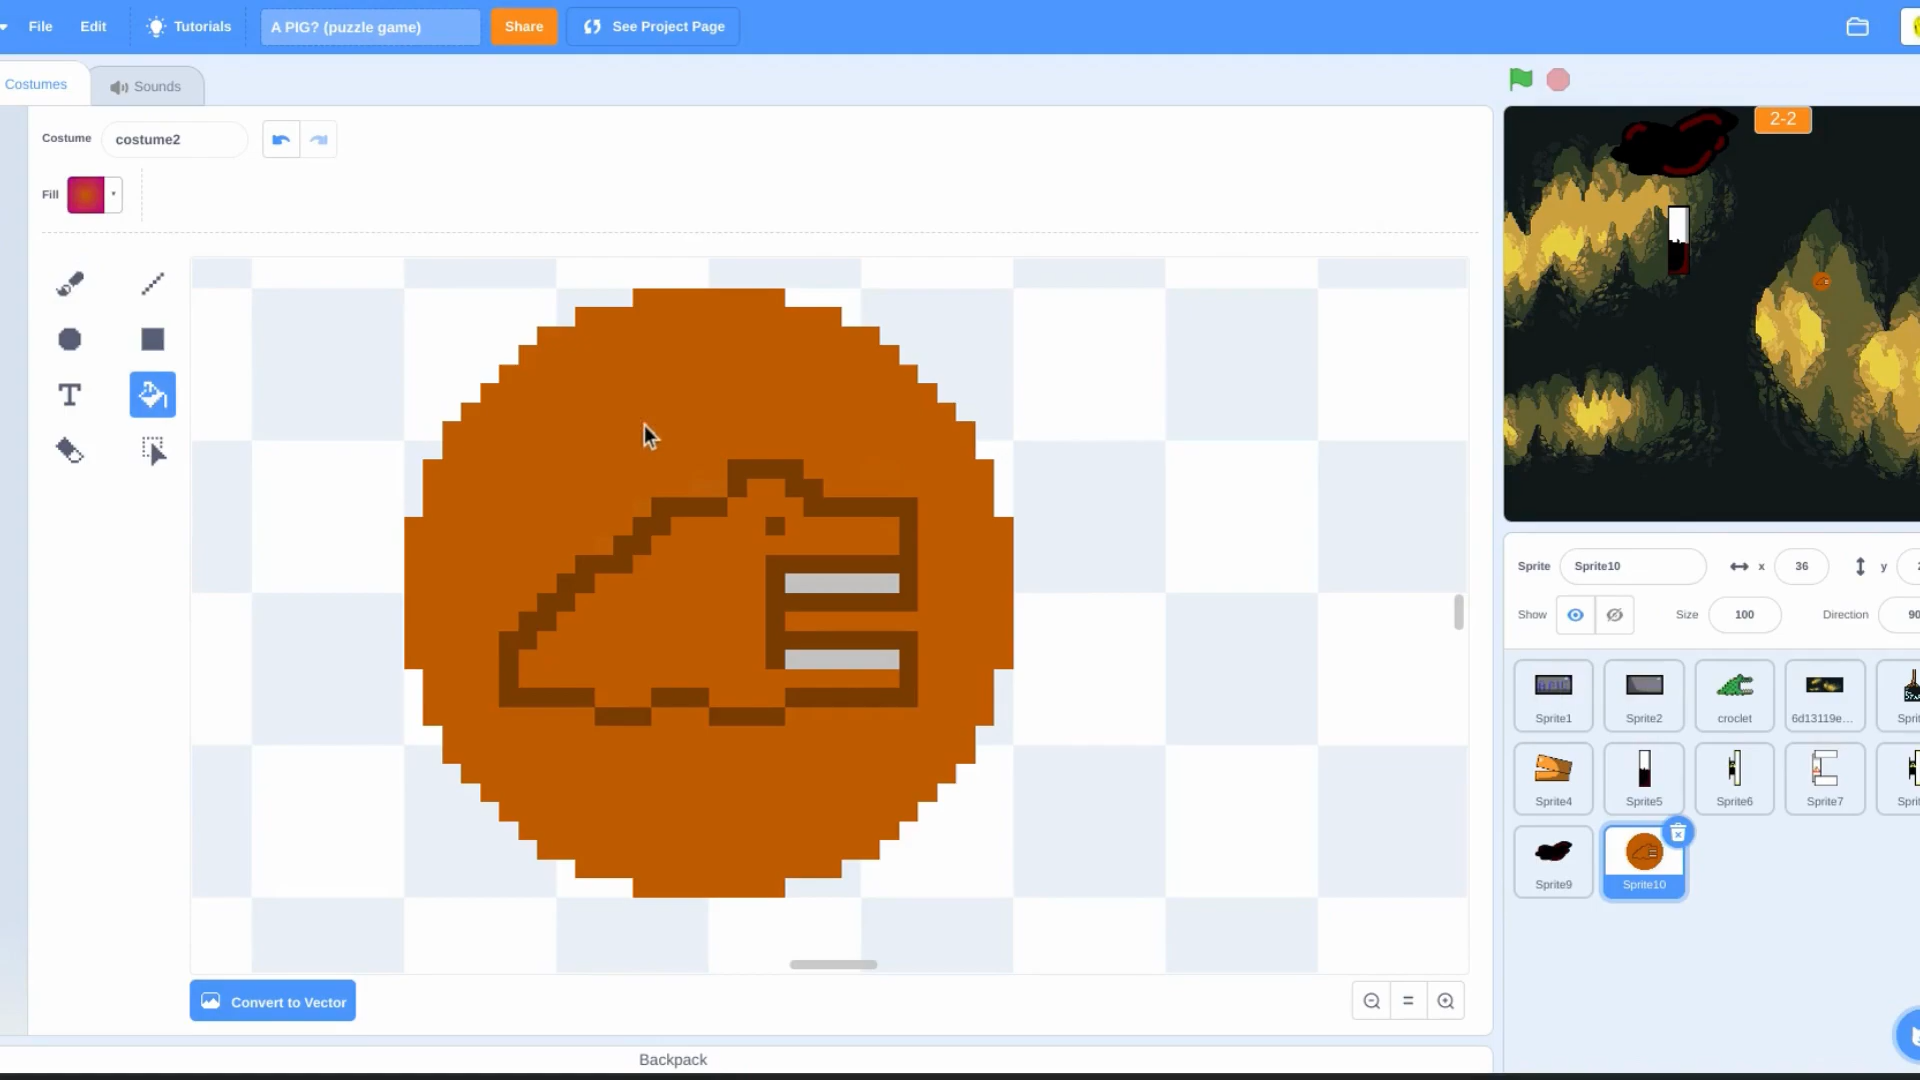 File Edit Tutorials A PIG? (puzzle game) Share See Project Page
Costumes Sounds
Costume costume2
Fill
2-2
Sprite Sprite10 x 36 y
Show Size 100 Direction 90
Sprite1 Sprite2 croclet 6d13119e...
Sprite4 Sprite5 Sprite6 Sprite7
Sprite9 Sprite10
Convert to Vector
Backpack